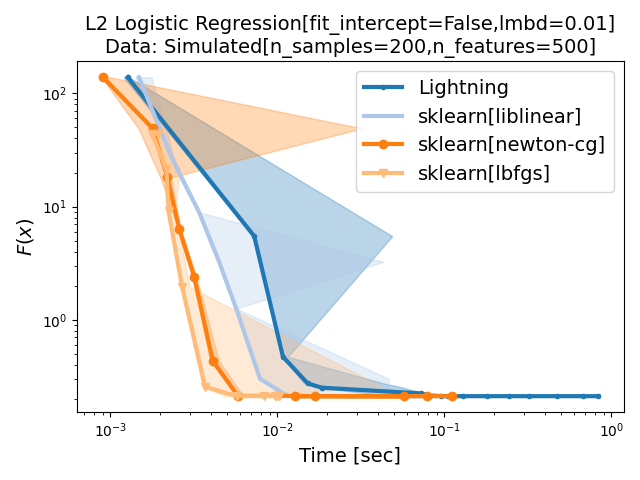 L2 Logistic Regression[fit_intercept=False,lmbd=0.01]
Data: Simulated[n_samples=200,n_features=500]
Lightning
sklearn[liblinear]
sklearn[newton-cg]
sklearn[lbfgs]
F(x)
10²
10¹
10⁰
10⁻³
10⁻²
10⁻¹
10⁰
Time [sec]